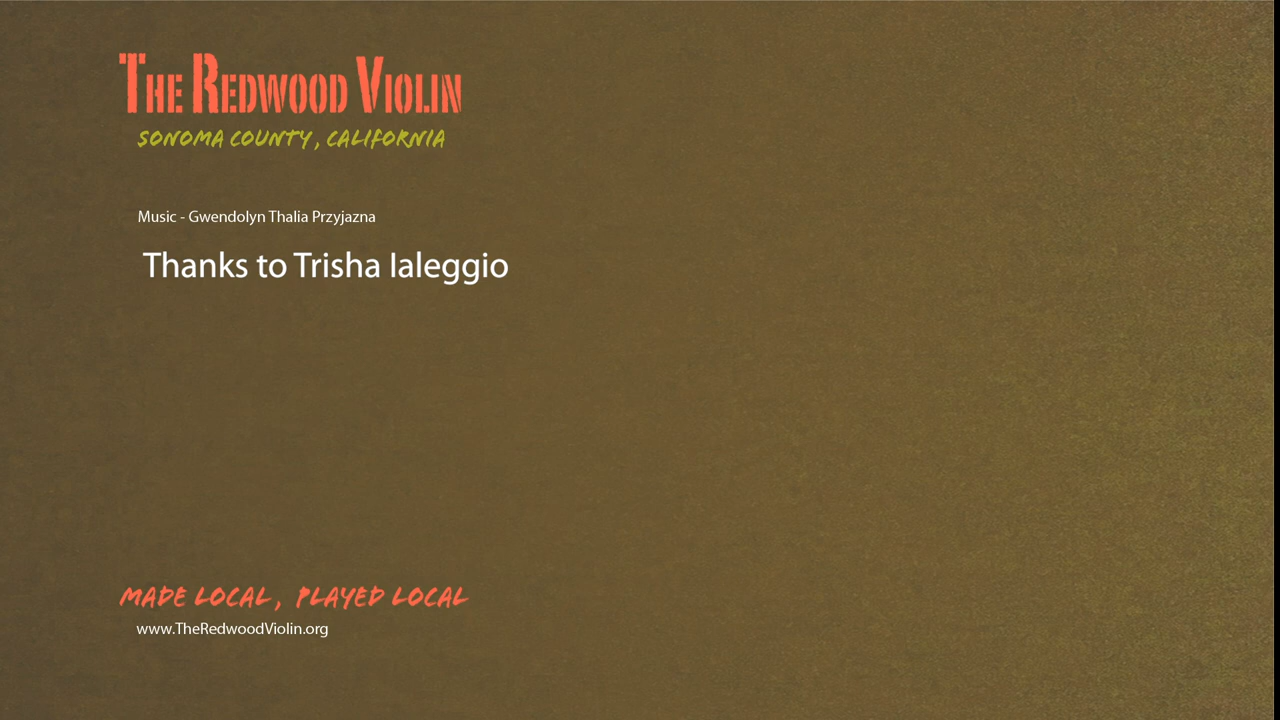 The Redwood Violin
SONOMA COUNTY, CALIFORNIA
Music - Gwendolyn Thalia Przyjazna
Thanks to Trisha Ialeggio
MADE LOCAL, PLAYED LOCAL
www.TheRedwoodViolin.org